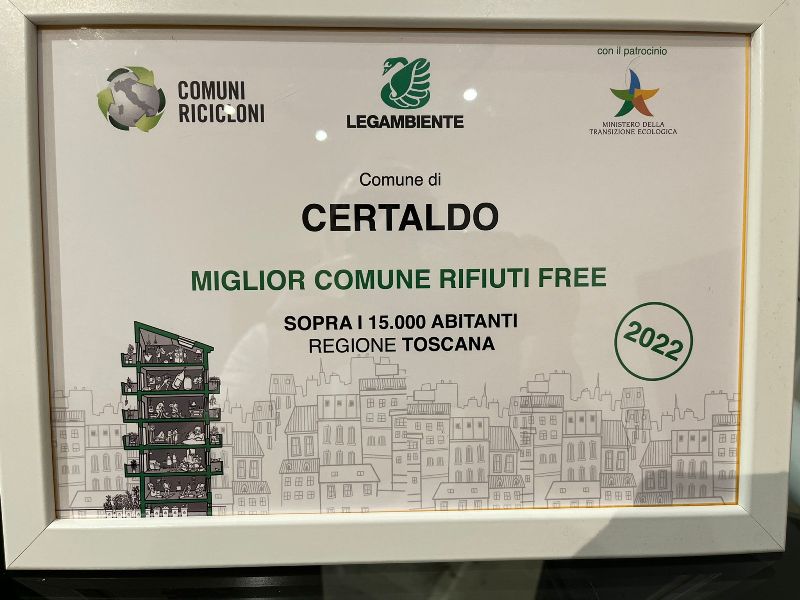 COMUNI
RICICLONI
LEGAMBIENTE
con il patrocinio
MINISTERO DELLA
TRANSIZIONE ECOLOGICA
Comune di
CERTALDO
MIGLIOR COMUNE RIFIUTI FREE
SOPRA I 15.000 ABITANTI
REGIONE TOSCANA
2022